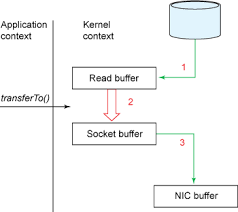 Application
context
Kernel
context
1
Read buffer
2
transferTo()
Socket buffer
3
NIC buffer